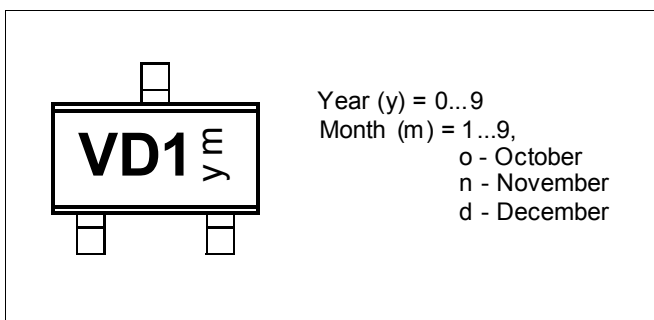 VD1 y m
Year (y) = 0...9
Month (m) = 1...9,
o - October
n - November
d - December